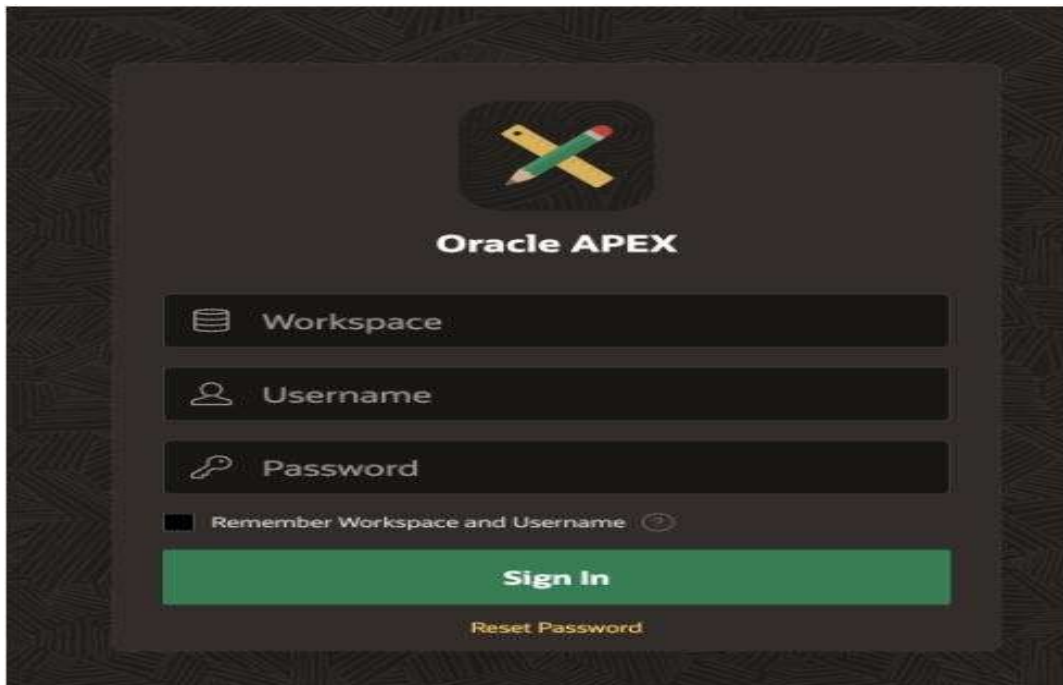 Oracle APEX
Workspace
Username
Password
Remember Workspace and Username ?
Sign In
Reset Password